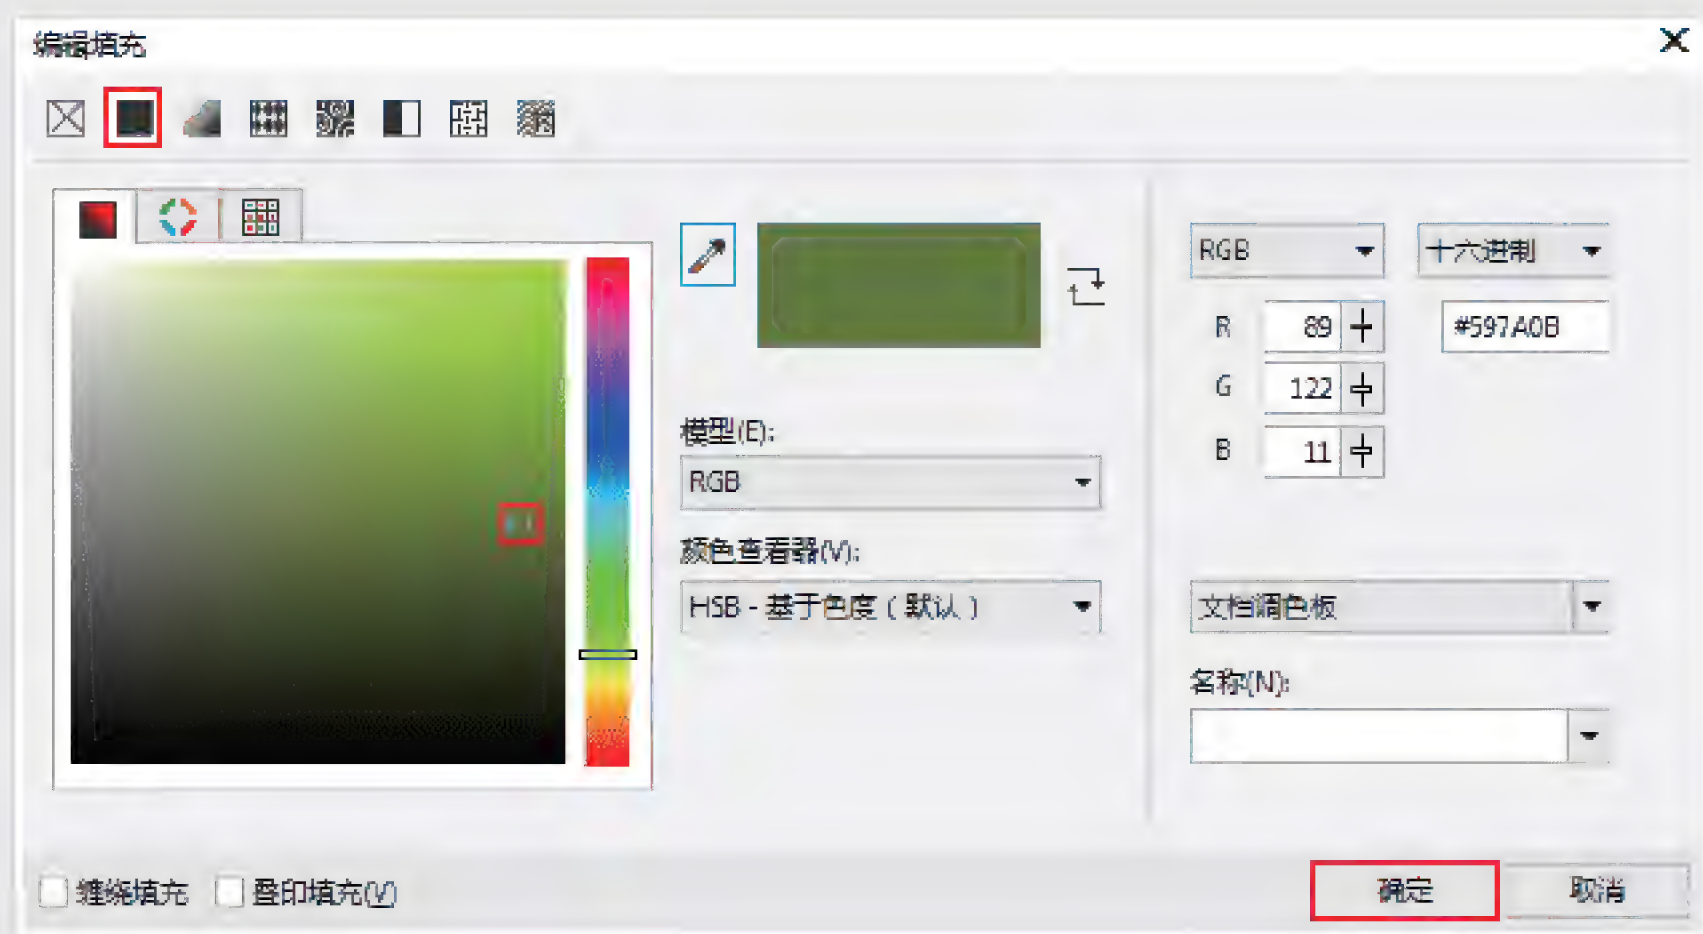 编辑填充
RGB
十六进制
R
89
#597A0B
G
122
B
11
模型(E):
RGB
颜色查看器(V):
HSB - 基于色度（默认）
文档调色板
名称(N):
缠绕填充
叠印填充(V)
确定
取消